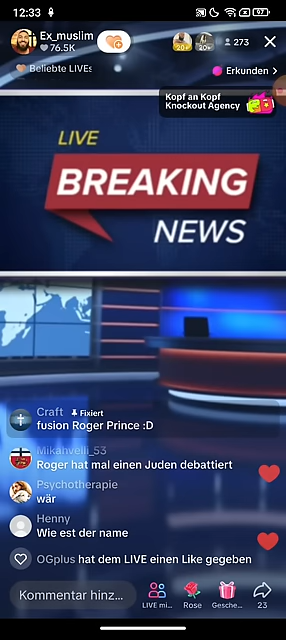 12:33
97
Ex_muslim
76.5K
20+
20+
273
Beliebte LIVEs
Erkunden >
Kopf an Kopf
Knockout Agency
LIVE
BREAKING
NEWS
Craft Fixiert
fusion Roger Prince :D
Mikahvelli_53
Roger hat mal einen Juden debattiert
Psychotherapie
wär
Henny
Wie est der name
OGplus hat dem LIVE einen Like gegeben
Kommentar hinz...
LIVE mi...
Rose
Gesche...
23